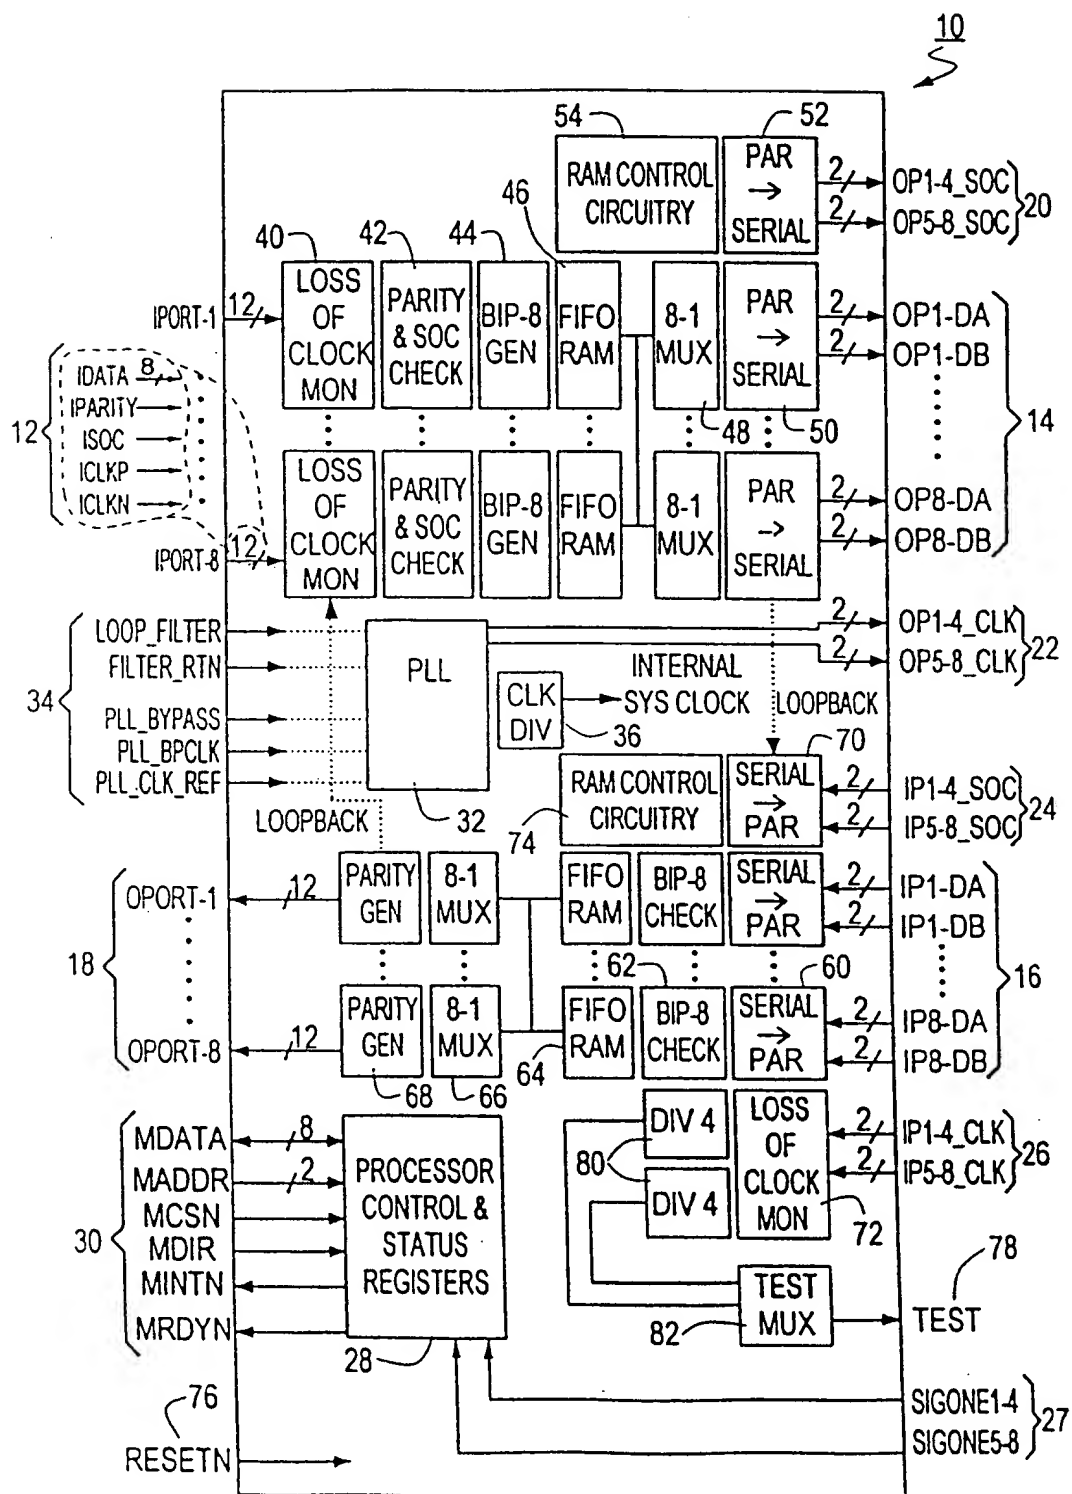 10
54
52
RAM CONTROL
CIRCUITRY
PAR
→
SERIAL
2
OP1-4_SOC
2
OP5-8_SOC
20
40
42
44
46
IPORT-1
12
LOSS
OF
CLOCK
MON
PARITY
& SOC
CHECK
BIP-8
GEN
FIFO
RAM
8-1
MUX
PAR
→
SERIAL
2
OP1-DA
2
OP1-DB
48
50
14
12
IDATA
8
IPARITY
ISOC
ICLKP
ICLKN
IPORT-8
12
LOSS
OF
CLOCK
MON
PARITY
& SOC
CHECK
BIP-8
GEN
FIFO
RAM
8-1
MUX
PAR
→
SERIAL
2
OP8-DA
2
OP8-DB
34
LOOP_FILTER
FILTER_RTN
PLL_BYPASS
PLL_BPCLK
PLL_CLK_REF
PLL
32
2
OP1-4_CLK
2
OP5-8_CLK
22
CLK
DIV
36
INTERNAL
SYS CLOCK
LOOPBACK
LOOPBACK
70
RAM CONTROL
CIRCUITRY
74
SERIAL
→
PAR
2
IP1-4_SOC
2
IP5-8_SOC
24
18
OPORT-1
12
PARITY
GEN
8-1
MUX
FIFO
RAM
BIP-8
CHECK
SERIAL
→
PAR
2
IP1-DA
2
IP1-DB
62
60
16
OPORT-8
12
PARITY
GEN
68
8-1
MUX
66
FIFO
RAM
64
BIP-8
CHECK
SERIAL
→
PAR
2
IP8-DA
2
IP8-DB
30
MDATA
8
MADDR
2
MCSN
MDIR
MINTN
MRDYN
PROCESSOR
CONTROL &
STATUS
REGISTERS
28
DIV 4
80
DIV 4
LOSS
OF
CLOCK
MON
72
2
IP1-4_CLK
2
IP5-8_CLK
26
TEST
MUX
82
78
TEST
SIGONE1-4
SIGONE5-8
27
76
RESETN